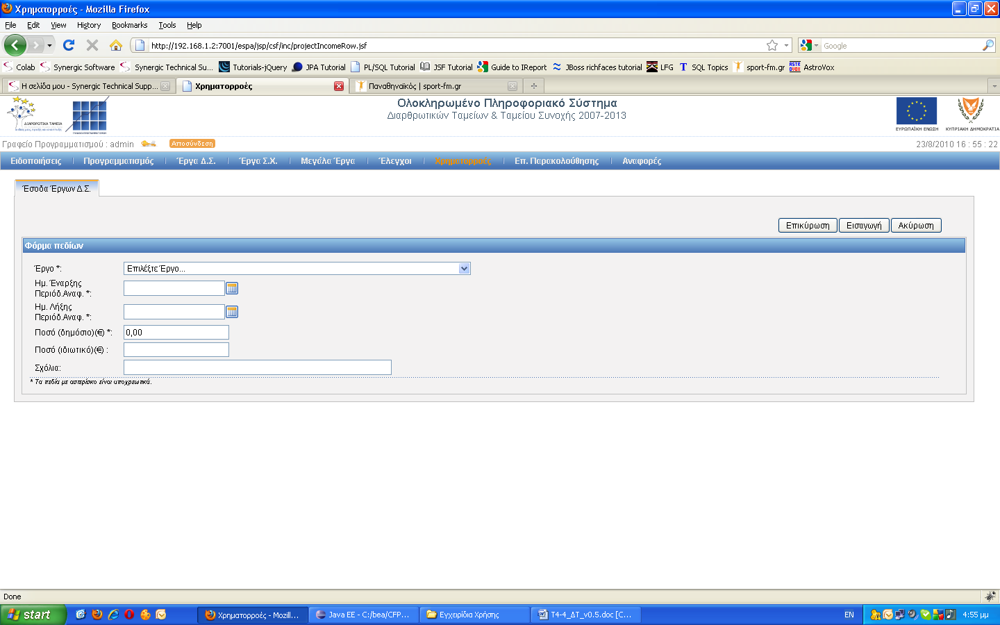 Χρηματορροές - Mozilla Firefox
File Edit View History Bookmarks Tools Help
http://192.168.1.2:7001/espa/jsp/csf/inc/projectIncomeRow.jsf
Google
Colab Synergic Software Synergic Technical Su... Tutorials-jQuery JPA Tutorial PL/SQL Tutorial JSF Tutorial Guide to IReport JBoss richfaces tutorial LFG SQL Topics sport-fm.gr AstroVox
Η σελίδα μου - Synergic Technical Supp... Χρηματορροές Παναθηναϊκός | sport-fm.gr
Ολοκληρωμένο Πληροφοριακό Σύστημα
Διαρθρωτικών Ταμείων & Ταμείου Συνοχής 2007-2013
ΔΙΑΡΘΡΩΤΙΚΑ ΤΑΜΕΙΑ
ΕΥΡΩΠΑΪΚΗ ΕΝΩΣΗ ΚΥΠΡΙΑΚΗ ΔΗΜΟΚΡΑΤΙΑ
Γραφείο Προγραμματισμού : admin Αποσύνδεση 23/8/2010 16 : 55 : 22
Ειδοποιήσεις Προγραμματισμός Έργα Δ.Σ. Έργα Σ.Χ. Μεγάλα Έργα Έλεγχοι Χρηματορροές Επ. Παρακολούθησης Αναφορές
Έσοδα Έργων Δ.Σ.
Επικύρωση Εισαγωγή Ακύρωση
Φόρμα πεδίων
Έργο *: Επιλέξτε Έργο...
Ημ. Έναρξης
Περιόδ.Αναφ. *:
Ημ. Λήξης
Περιόδ.Αναφ. *:
Ποσό (δημόσιο)(€) *: 0,00
Ποσό (ιδιωτικό)(€) :
Σχόλια:
* Τα πεδία με αστερίσκο είναι υποχρεωτικά.
Done
start Χρηματορροές - Mozill... Java EE - C:/bea/CFP... Εγχειρίδια Χρήσης T4-4_ΔΤ_v0.5.doc [C... EN 4:55 μμ